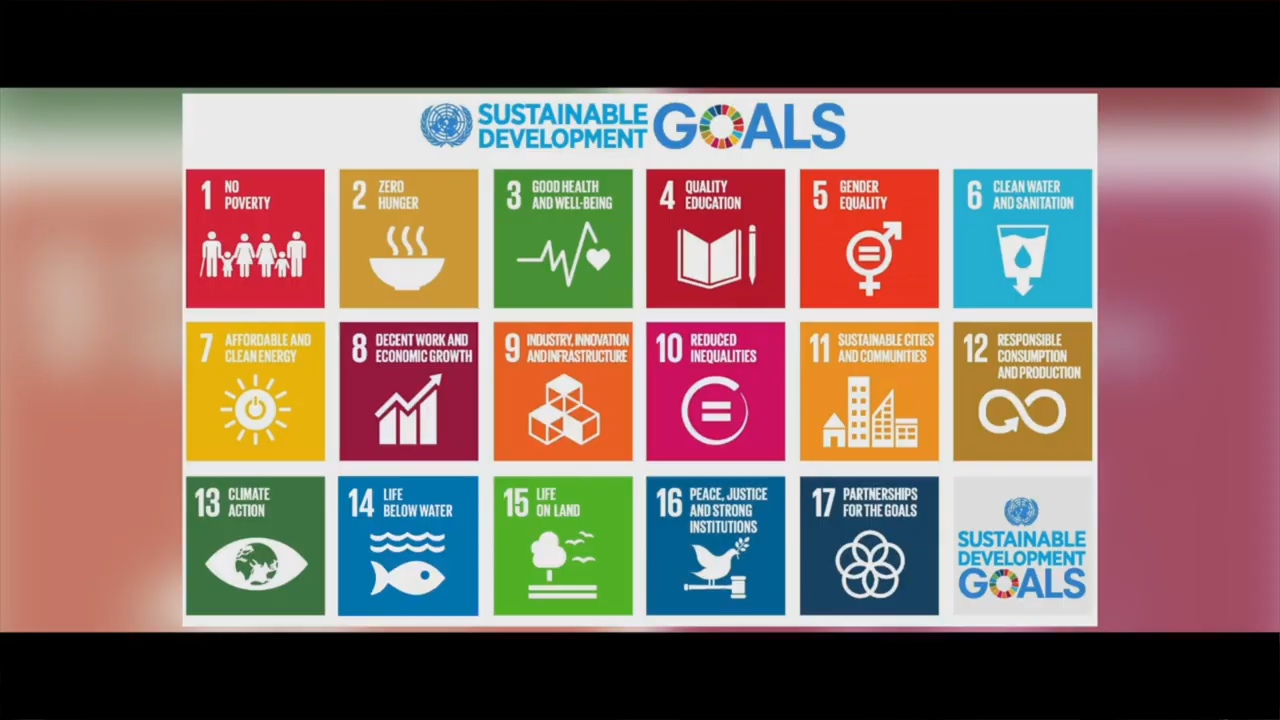 SUSTAINABLE
DEVELOPMENT
GOALS
1 NO
POVERTY
2 ZERO
HUNGER
3 GOOD HEALTH
AND WELL-BEING
4 QUALITY
EDUCATION
5 GENDER
EQUALITY
6 CLEAN WATER
AND SANITATION
7 AFFORDABLE AND
CLEAN ENERGY
8 DECENT WORK AND
ECONOMIC GROWTH
9 INDUSTRY, INNOVATION
AND INFRASTRUCTURE
10 REDUCED
INEQUALITIES
11 SUSTAINABLE CITIES
AND COMMUNITIES
12 RESPONSIBLE
CONSUMPTION
AND PRODUCTION
13 CLIMATE
ACTION
14 LIFE
BELOW WATER
15 LIFE
ON LAND
16 PEACE, JUSTICE
AND STRONG
INSTITUTIONS
17 PARTNERSHIPS
FOR THE GOALS
SUSTAINABLE
DEVELOPMENT
GOALS